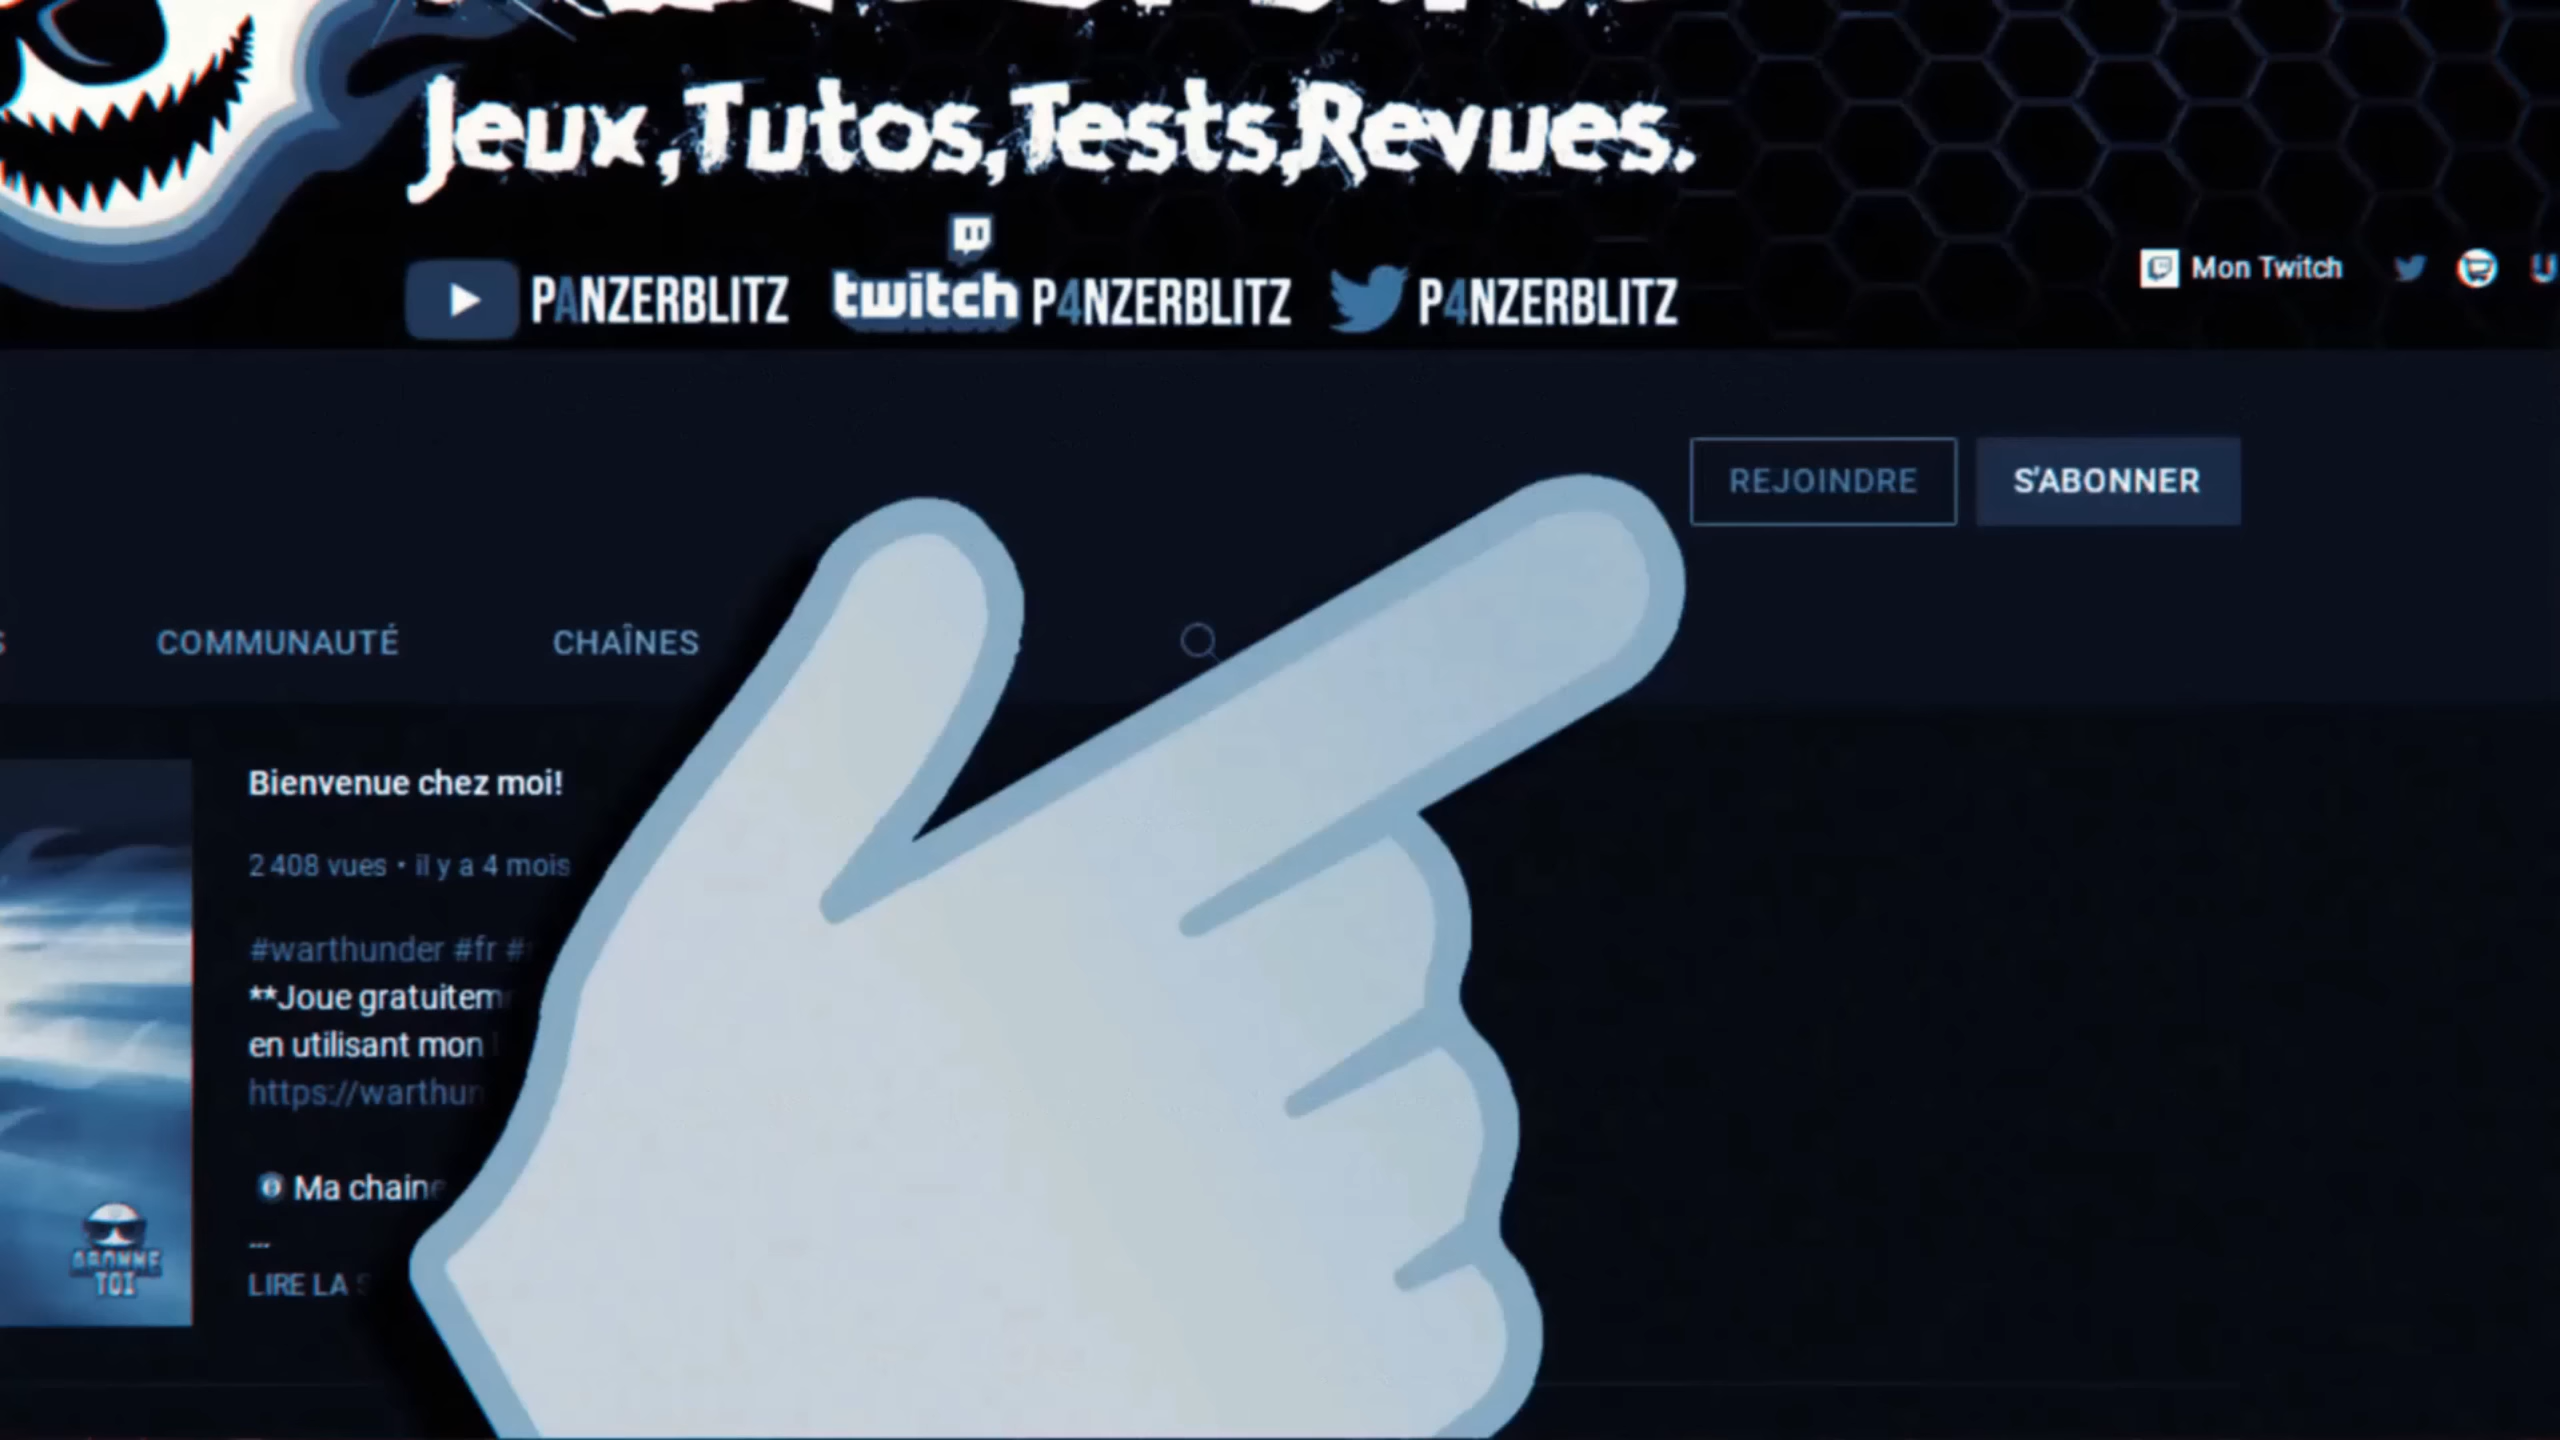 Jeux,Tutos,Tests,Revues.
PANZERBLITZ
twitch P4NZERBLITZ
P4NZERBLITZ
Mon Twitch
REJOINDRE
S'ABONNER
COMMUNAUTÉ
CHAÎNES
Bienvenue chez moi!
2 408 vues • il y a 4 mois
#warthunder #fr #
**Joue gratuitem
en utilisant mon
https://warthun
Ma chaine
...
LIRE LA S
ABONNE
TOI